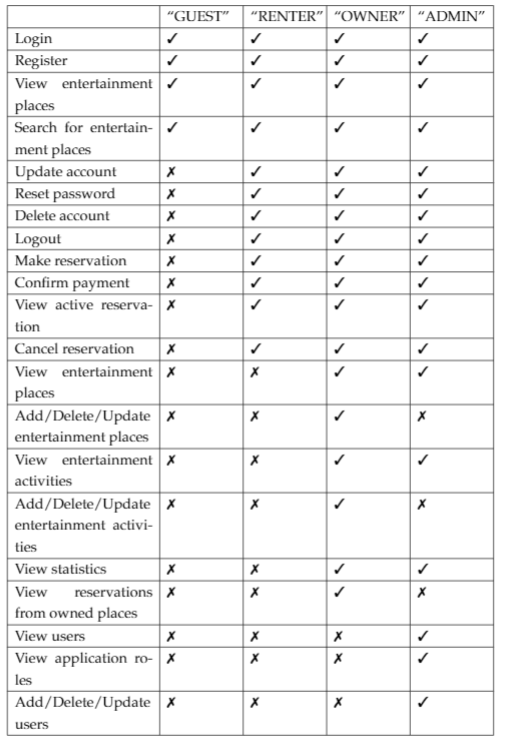 “GUEST” “RENTER” “OWNER” “ADMIN”
Login ✓ ✓ ✓ ✓
Register ✓ ✓ ✓ ✓
View entertainment ✓ ✓ ✓ ✓
places
Search for entertain- ✓ ✓ ✓ ✓
ment places
Update account ✗ ✓ ✓ ✓
Reset password ✗ ✓ ✓ ✓
Delete account ✗ ✓ ✓ ✓
Logout ✗ ✓ ✓ ✓
Make reservation ✗ ✓ ✓ ✓
Confirm payment ✗ ✓ ✓ ✓
View active reserva- ✗ ✓ ✓ ✓
tion
Cancel reservation ✗ ✓ ✓ ✓
View entertainment ✗ ✗ ✓ ✓
places
Add/Delete/Update ✗ ✗ ✓ ✗
entertainment places
View entertainment ✗ ✗ ✓ ✓
activities
Add/Delete/Update ✗ ✗ ✓ ✗
entertainment activi-
ties
View statistics ✗ ✗ ✓ ✓
View reservations ✗ ✗ ✓ ✗
from owned places
View users ✗ ✗ ✗ ✓
View application ro- ✗ ✗ ✗ ✓
les
Add/Delete/Update ✗ ✗ ✗ ✓
users